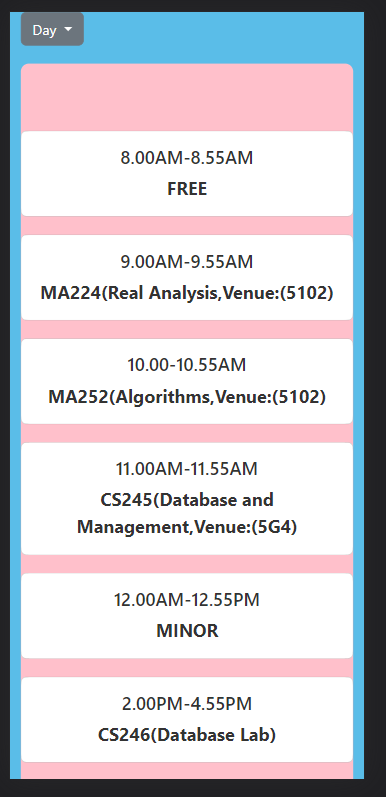 Day
8.00AM-8.55AM
FREE
9.00AM-9.55AM
MA224(Real Analysis,Venue:(5102)
10.00-10.55AM
MA252(Algorithms,Venue:(5102)
11.00AM-11.55AM
CS245(Database and
Management,Venue:(5G4)
12.00AM-12.55PM
MINOR
2.00PM-4.55PM
CS246(Database Lab)